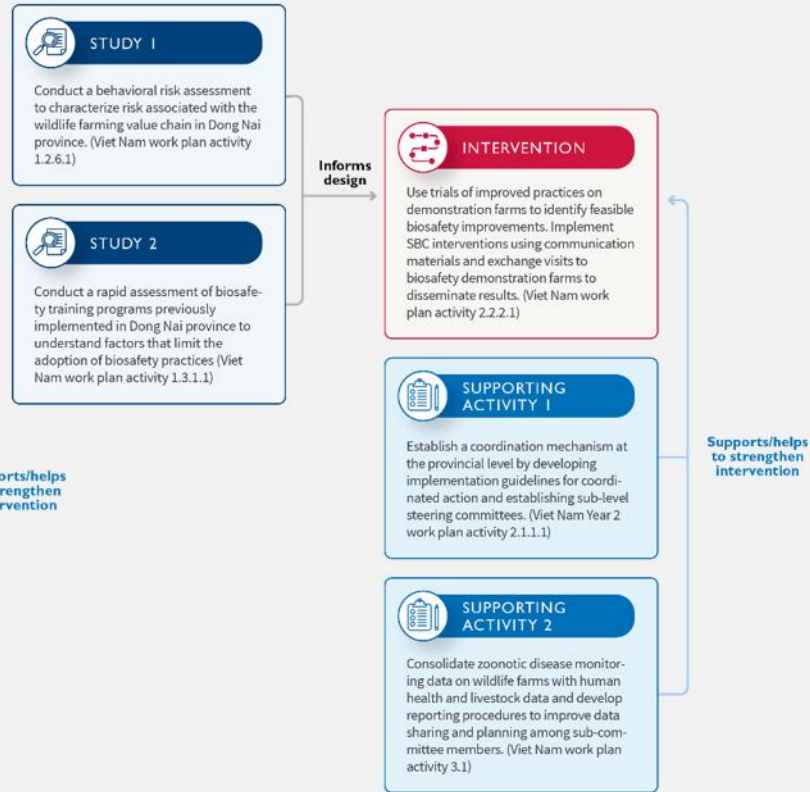 STUDY 1
Conduct a behavioral risk assessment
to characterize risk associated with the
wildlife farming value chain in Dong Nai
province. (Viet Nam work plan activity
1.2.6.1)
STUDY 2
Conduct a rapid assessment of biosafe-
ty training programs previously
implemented in Dong Nai province to
understand factors that limit the
adoption of biosafety practices (Viet
Nam work plan activity 1.3.1.1)
Informs
design
INTERVENTION
Use trials of improved practices on
demonstration farms to identify feasible
biosafety improvements. Implement
SBC interventions using communication
materials and exchange visits to
biosafety demonstration farms to
disseminate results. (Viet Nam work
plan activity 2.2.2.1)
SUPPORTING
ACTIVITY 1
Establish a coordination mechanism at
the provincial level by developing
implementation guidelines for coordi-
nated action and establishing sub-level
steering committees. (Viet Nam Year 2
work plan activity 2.1.1.1)
SUPPORTING
ACTIVITY 2
Consolidate zoonotic disease monitor-
ing data on wildlife farms with human
health and livestock data and develop
reporting procedures to improve data
sharing and planning among sub-com-
mittee members. (Viet Nam work plan
activity 3.1)
Supports/helps
to strengthen
intervention
ports/helps
trengthen
rvention